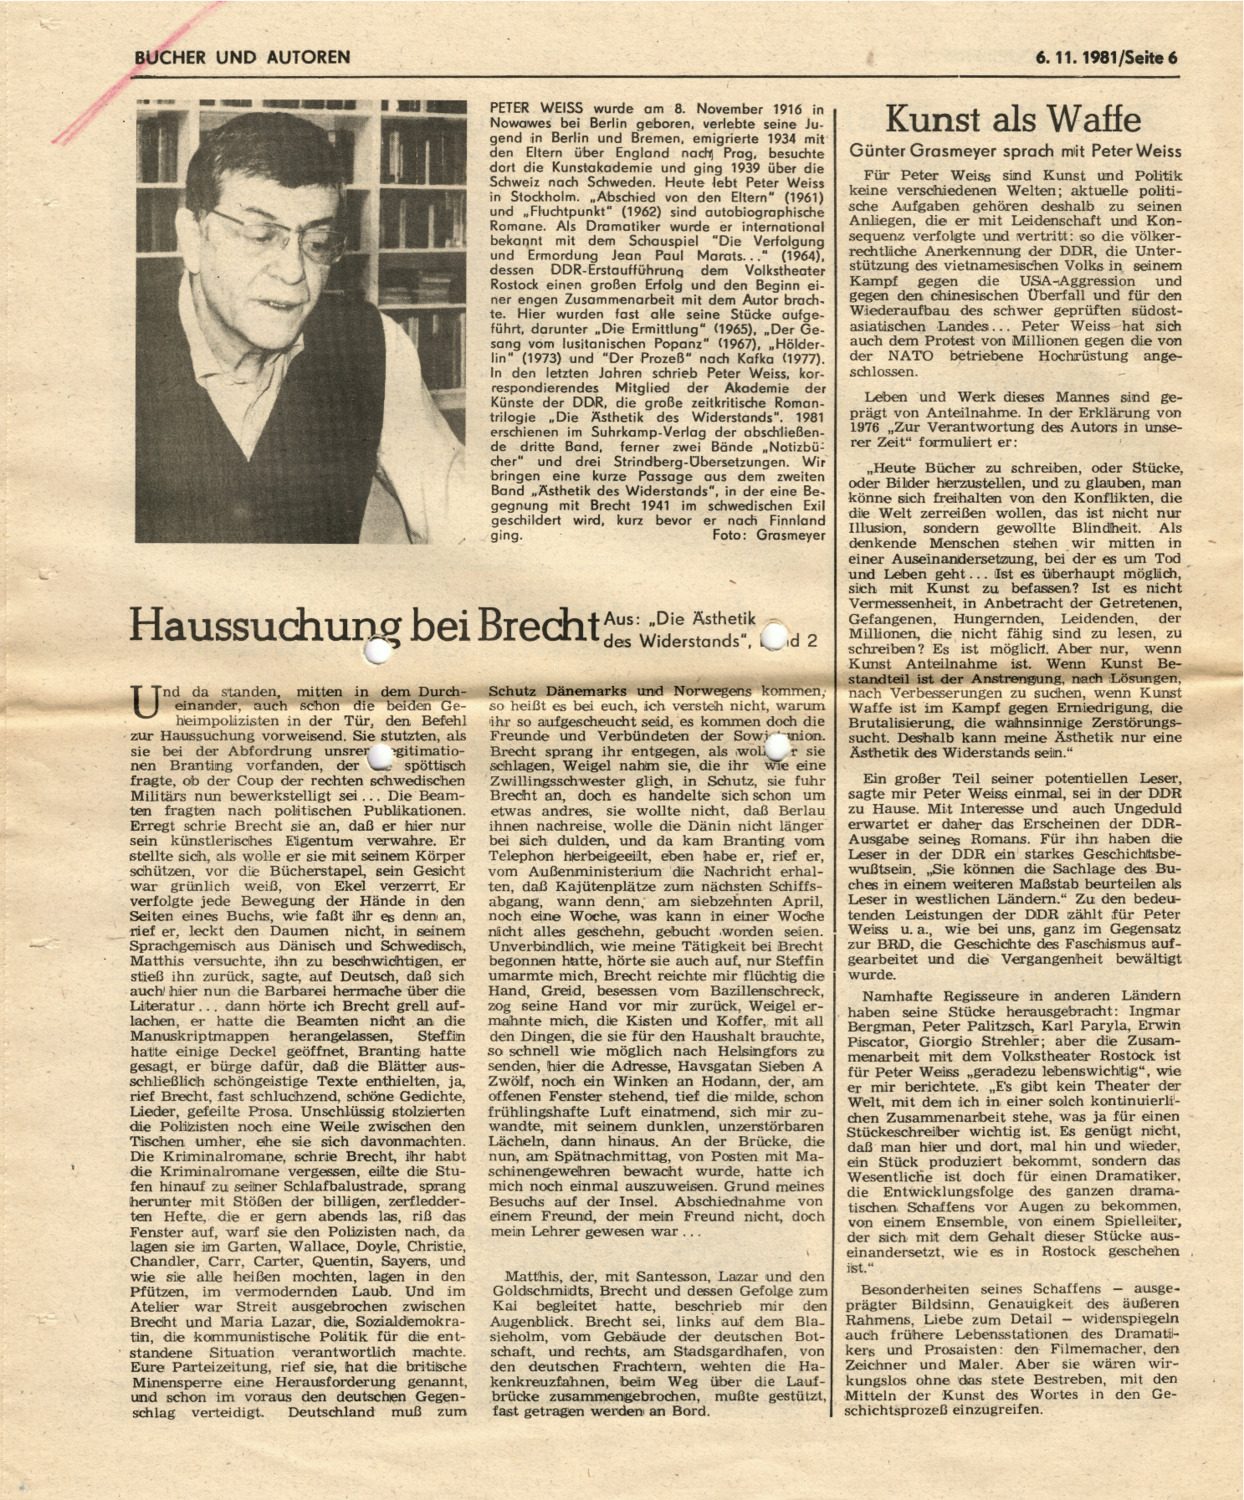 BUCHER UND AUTOREN
6. 11. 1981/Seite 6
PETER WEISS wurde am 8. November 1916 in
Nowawes bei Berlin geboren, verlebte seine Ju-
gend in Berlin und Bremen, emigrierte 1934 mit
den Eltern über England nach Prag, besuchte
dort die Kunstakademie und ging 1939 über die
Schweiz nach Schweden. Heute lebt Peter Weiss
in Stockholm. „Abschied von den Eltern“ (1961)
und „Fluchtpunkt“ (1962) sind autobiographische
Romane. Als Dramatiker wurde er international
bekannt mit dem Schauspiel "Die Verfolgung
und Ermordung Jean Paul Marats..." (1964),
dessen DDR-Erstaufführung dem Volkstheater
Rostock einen großen Erfolg und den Beginn ei-
ner engen Zusammenarbeit mit dem Autor brach-
te. Hier wurden fast alle seine Stücke aufge-
führt, darunter „Die Ermittlung“ (1965), „Der Ge-
sang vom lusitanischen Popanz“ (1967), „Hölder-
lin“ (1973) und "Der Prozeß" nach Kafka (1977).
In den letzten Jahren schrieb Peter Weiss, kor-
respondierendes Mitglied der Akademie der
Künste der DDR, die große zeitkritische Roman-
trilogie „Die Ästhetik des Widerstands“. 1981
erschienen im Suhrkamp-Verlag der abschließen-
de dritte Band, ferner zwei Bände „Notizbü-
cher“ und drei Strindberg-Übersetzungen. Wir
bringen eine kurze Passage aus dem zweiten
Band „Ästhetik des Widerstands“, in der eine Be-
gegnung mit Brecht 1941 im schwedischen Exil
geschildert wird, kurz bevor er nach Finnland
ging. Foto: Grasmeyer
Haussuchung bei Brecht
Aus: „Die Ästhetik
des Widerstands“, 2
Und da standen, mitten in dem Durch-
einander, auch schon die beiden Ge-
heimpolizisten in der Tür, den Befehl
zur Haussuchung vorweisend. Sie stutzten, als
sie bei der Abfordrung unsrer
nen Branting vorfanden, der spöttisch
fragte, ob der Coup der rechten schwedischen
Militärs nun bewerkstelligt sei... Die Beam-
ten fragten nach politischen Publikationen.
Erregt schrie Brecht sie an, daß er hier nur
sein künstlerisches Eigentum verwahre. Er
stellte sich, als wolle er sie mit seinem Körper
schützen, vor die Bücherstapel, sein Gesicht
war grünlich weiß, von Ekel verzerrt. Er
verfolgte jede Bewegung der Hände in den
Seiten eines Buchs, wie faßt ihr es denn an,
rief er, leckt den Daumen nicht, in seinem
Sprachgemisch aus Dänisch und Schwedisch,
Matthis versuchte, ihn zu beschwichtigen, er
stieß ihn zurück, sagte, auf Deutsch, daß sich
auch hier nun die Barbarei hermache über die
Literatur... dann hörte ich Brecht grell auf-
lachen, er hatte die Beamten nicht an die
Manuskriptmappen herangelassen, Steffin
hatte einige Deckel geöffnet, Branting hatte
gesagt, er bürge dafür, daß die Blätter aus-
schließlich schöngeistige Texte enthielten, ja,
rief Brecht, fast schluchzend, schöne Gedichte,
Lieder, gefeilte Prosa. Unschlüssig stolzierten
die Polizisten noch eine Weile zwischen den
Tischen umher, ehe sie sich davonmachten.
Die Kriminalromane, schrie Brecht, ihr habt
die Kriminalromane vergessen, eilte die Stu-
fen hinauf zu seiner Schlafbalustrade, sprang
herunter mit Stößen der billigen, zerfledder-
ten Hefte, die er gern abends las, riß das
Fenster auf, warf sie den Polizisten nach, da
lagen sie im Garten, Wallace, Doyle, Christie,
Chandler, Carr, Carter, Quentin, Sayers, und
wie sie alle heißen mochten, lagen in den
Pfützen, im vermodernden Laub. Und im
Atelier war Streit ausgebrochen zwischen
Brecht und Maria Lazar, die, Sozialdemokra-
tin, die kommunistische Politik für die ent-
standene Situation verantwortlich machte.
Eure Parteizeitung, rief sie, hat die britische
Minensperre eine Herausforderung genannt,
und schon im voraus den deutschen Gegen-
schlag verteidigt. Deutschland muß zum
Schutz Dänemarks und Norwegens kommen,
so heißt es bei euch, ich versteh nicht, warum
ihr so aufgescheucht seid, es kommen doch die
Freunde und Verbündeten der Sowjetunion.
Brecht sprang ihr entgegen, als er sie
schlagen, Weigel nahm sie, die ihr wie eine
Zwillingsschwester glich, in Schutz, sie fuhr
Brecht an, doch es handelte sich schon um
etwas andres, sie wollte nicht, daß Berlau
ihnen nachreise, wolle die Dänin nicht länger
bei sich dulden, und da kam Branting vom
Telephon herbeigeeilt, eben habe er, rief er,
vom Außenministerium die Nachricht erhal-
ten, daß Kajütenplätze zum nächsten Schiffs-
abgang, wann denn, am siebzehnten April,
noch eine Woche, was kann in einer Woche
nicht alles geschehn, gebucht worden seien.
Unverbindlich, wie meine Tätigkeit bei Brecht
begonnen hatte, hörte sie auch auf, nur Steffin
umarmte mich, Brecht reichte mir flüchtig die
Hand, Greid, besessen vom Bazillenschreck,
zog seine Hand vor mir zurück, Weigel er-
mahnte mich, die Kisten und Koffer, mit all
den Dingen, die sie für den Haushalt brauchte,
so schnell wie möglich nach Helsingfors zu
senden, hier die Adresse, Havsgatan Sieben A
Zwölf, noch ein Winken an Hodann, der, am
offenen Fenster stehend, tief die milde, schon
frühlingshafte Luft einatmend, sich mir zu-
wandte, mit seinem dunklen, unzerstörbaren
Lächeln, dann hinaus. An der Brücke, die
nun, am Spätnachmittag, von Posten mit Ma-
schinengewehren bewacht wurde, hatte ich
mich noch einmal auszuweisen. Grund meines
Besuchs auf der Insel. Abschiednahme von
einem Freund, der mein Freund nicht, doch
mein Lehrer gewesen war...
Matthis, der, mit Santesson, Lazar und den
Goldschmidts, Brecht und dessen Gefolge zum
Kai begleitet hatte, beschrieb mir den
Augenblick. Brecht sei, links auf dem Bla-
sieholm, vom Gebäude der deutschen Bot-
schaft, und rechts, am Stadsgardhafen, von
den deutschen Frachtern, wehten die Ha-
kenkreuzfahnen, beim Weg über die Lauf-
brücke zusammengebrochen, mußte gestützt,
fast getragen werden an Bord.
Kunst als Waffe
Günter Grasmeyer sprach mit Peter Weiss
Für Peter Weiss sind Kunst und Politik
keine verschiedenen Welten; aktuelle politi-
sche Aufgaben gehören deshalb zu seinen
Anliegen, die er mit Leidenschaft und Kon-
sequenz verfolgte und vertritt: so die völker-
rechtliche Anerkennung der DDR, die Unter-
stützung des vietnamesischen Volks in seinem
Kampf gegen die USA-Aggression und
gegen den chinesischen Überfall und für den
Wiederaufbau des schwer geprüften südost-
asiatischen Landes... Peter Weiss hat sich
auch dem Protest von Millionen gegen die von
der NATO betriebene Hochrüstung ange-
schlossen.
Leben und Werk dieses Mannes sind ge-
prägt von Anteilnahme. In der Erklärung von
1976 „Zur Verantwortung des Autors in unse-
rer Zeit“ formuliert er:
„Heute Bücher zu schreiben, oder Stücke,
oder Bilder herzustellen, und zu glauben, man
könne sich freihalten von den Konflikten, die
die Welt zerreißen wollen, das ist nicht nur
Illusion, sondern gewollte Blindheit. Als
denkende Menschen stehen wir mitten in
einer Auseinandersetzung, bei der es um Tod
und Leben geht... Ist es überhaupt möglich,
sich mit Kunst zu befassen? Ist es nicht
Vermessenheit, in Anbetracht der Getretenen,
Gefangenen, Hungernden, Leidenden, der
Millionen, die nicht fähig sind zu lesen, zu
schreiben? Es ist möglich. Aber nur, wenn
Kunst Anteilnahme ist. Wenn Kunst Be-
standteil ist der Anstrengung, nach Lösungen,
nach Verbesserungen zu suchen, wenn Kunst
Waffe ist im Kampf gegen Erniedrigung, die
Brutalisierung, die wahnsinnige Zerstörungs-
sucht. Deshalb kann meine Ästhetik nur eine
Ästhetik des Widerstands sein.“
Ein großer Teil seiner potentiellen Leser,
sagte mir Peter Weiss einmal, sei in der DDR
zu Hause. Mit Interesse und auch Ungeduld
erwartet er daher das Erscheinen der DDR-
Ausgabe seines Romans. Für ihn haben die
Leser in der DDR ein starkes Geschichtsbe-
wußtsein. „Sie können die Sachlage des Bu-
ches in einem weiteren Maßstab beurteilen als
Leser in westlichen Ländern.“ Zu den bedeu-
tenden Leistungen der DDR zählt für Peter
Weiss u. a., wie bei uns, ganz im Gegensatz
zur BRD, die Geschichte des Faschismus auf-
gearbeitet und die Vergangenheit bewältigt
wurde.
Namhafte Regisseure in anderen Ländern
haben seine Stücke herausgebracht: Ingmar
Bergman, Peter Palitzsch, Karl Paryla, Erwin
Piscator, Giorgio Strehler; aber die Zusam-
menarbeit mit dem Volkstheater Rostock ist
für Peter Weiss „geradezu lebenswichtig“, wie
er mir berichtete. „Es gibt kein Theater der
Welt, mit dem ich in einer solch kontinuierli-
chen Zusammenarbeit stehe, was ja für einen
Stückeschreiber wichtig ist. Es genügt nicht,
daß man hier und dort, mal hin und wieder,
ein Stück produziert bekommt, sondern das
Wesentliche ist doch für einen Dramatiker,
die Entwicklungsfolge des ganzen drama-
tischen Schaffens vor Augen zu bekommen,
von einem Ensemble, von einem Spielleiter,
der sich mit dem Gehalt dieser Stücke aus-
einandersetzt, wie es in Rostock geschehen
ist.“
Besonderheiten seines Schaffens — ausge-
prägter Bildsinn, Genauigkeit des äußeren
Rahmens, Liebe zum Detail — widerspiegeln
auch frühere Lebensstationen des Dramati-
kers und Prosaisten: den Filmemacher, den
Zeichner und Maler. Aber sie wären wir-
kungslos ohne das stete Bestreben, mit den
Mitteln der Kunst des Wortes in den Ge-
schichtsprozeß einzugreifen.